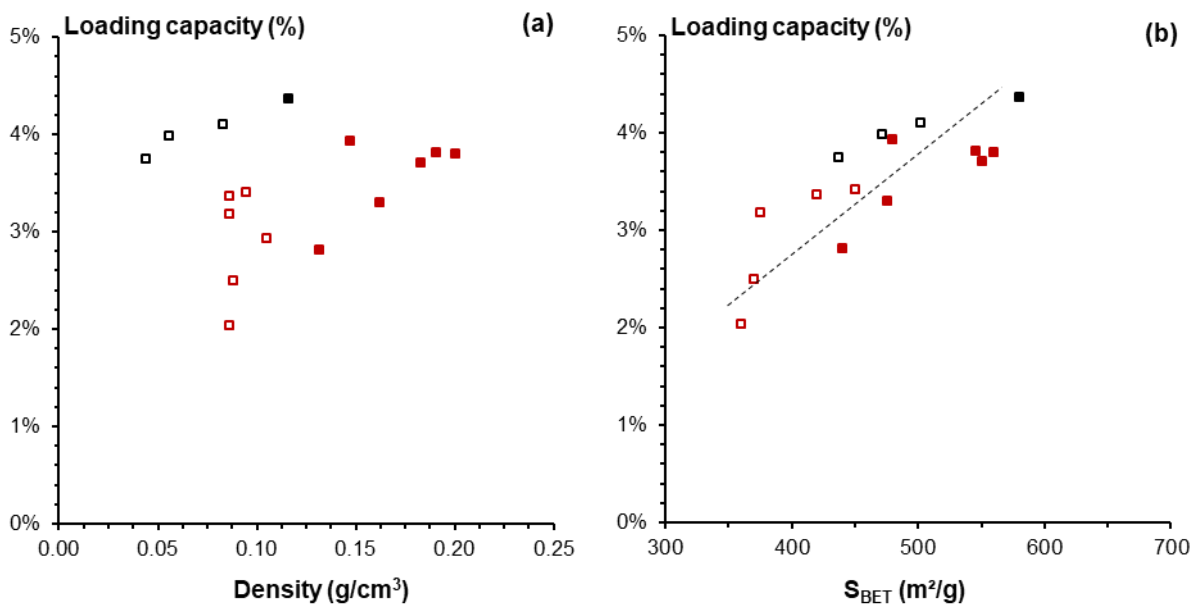 Loading capacity (%)
(a)
5%
4%
3%
2%
1%
0%
0.00 0.05 0.10 0.15 0.20 0.25
Density (g/cm³)
Loading capacity (%)
(b)
5%
4%
3%
2%
1%
0%
300 400 500 600 700
S_BET (m²/g)